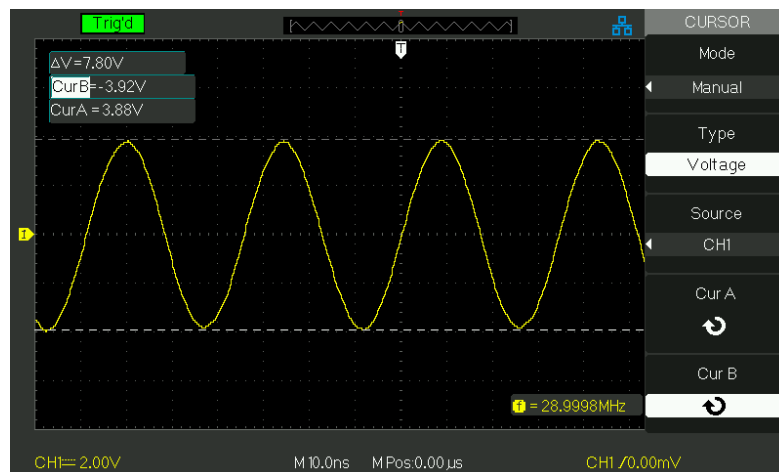 Trig'd
T
ΔV=7.80V
CurB=-3.92V
CurA=3.88V
1
f = 28.9998MHz
CH1 2.00V
M 10.0ns M Pos:0.00µs
CH1 / 0.00mV
CURSOR
Mode
Manual
Type
Voltage
Source
CH1
Cur A
Cur B